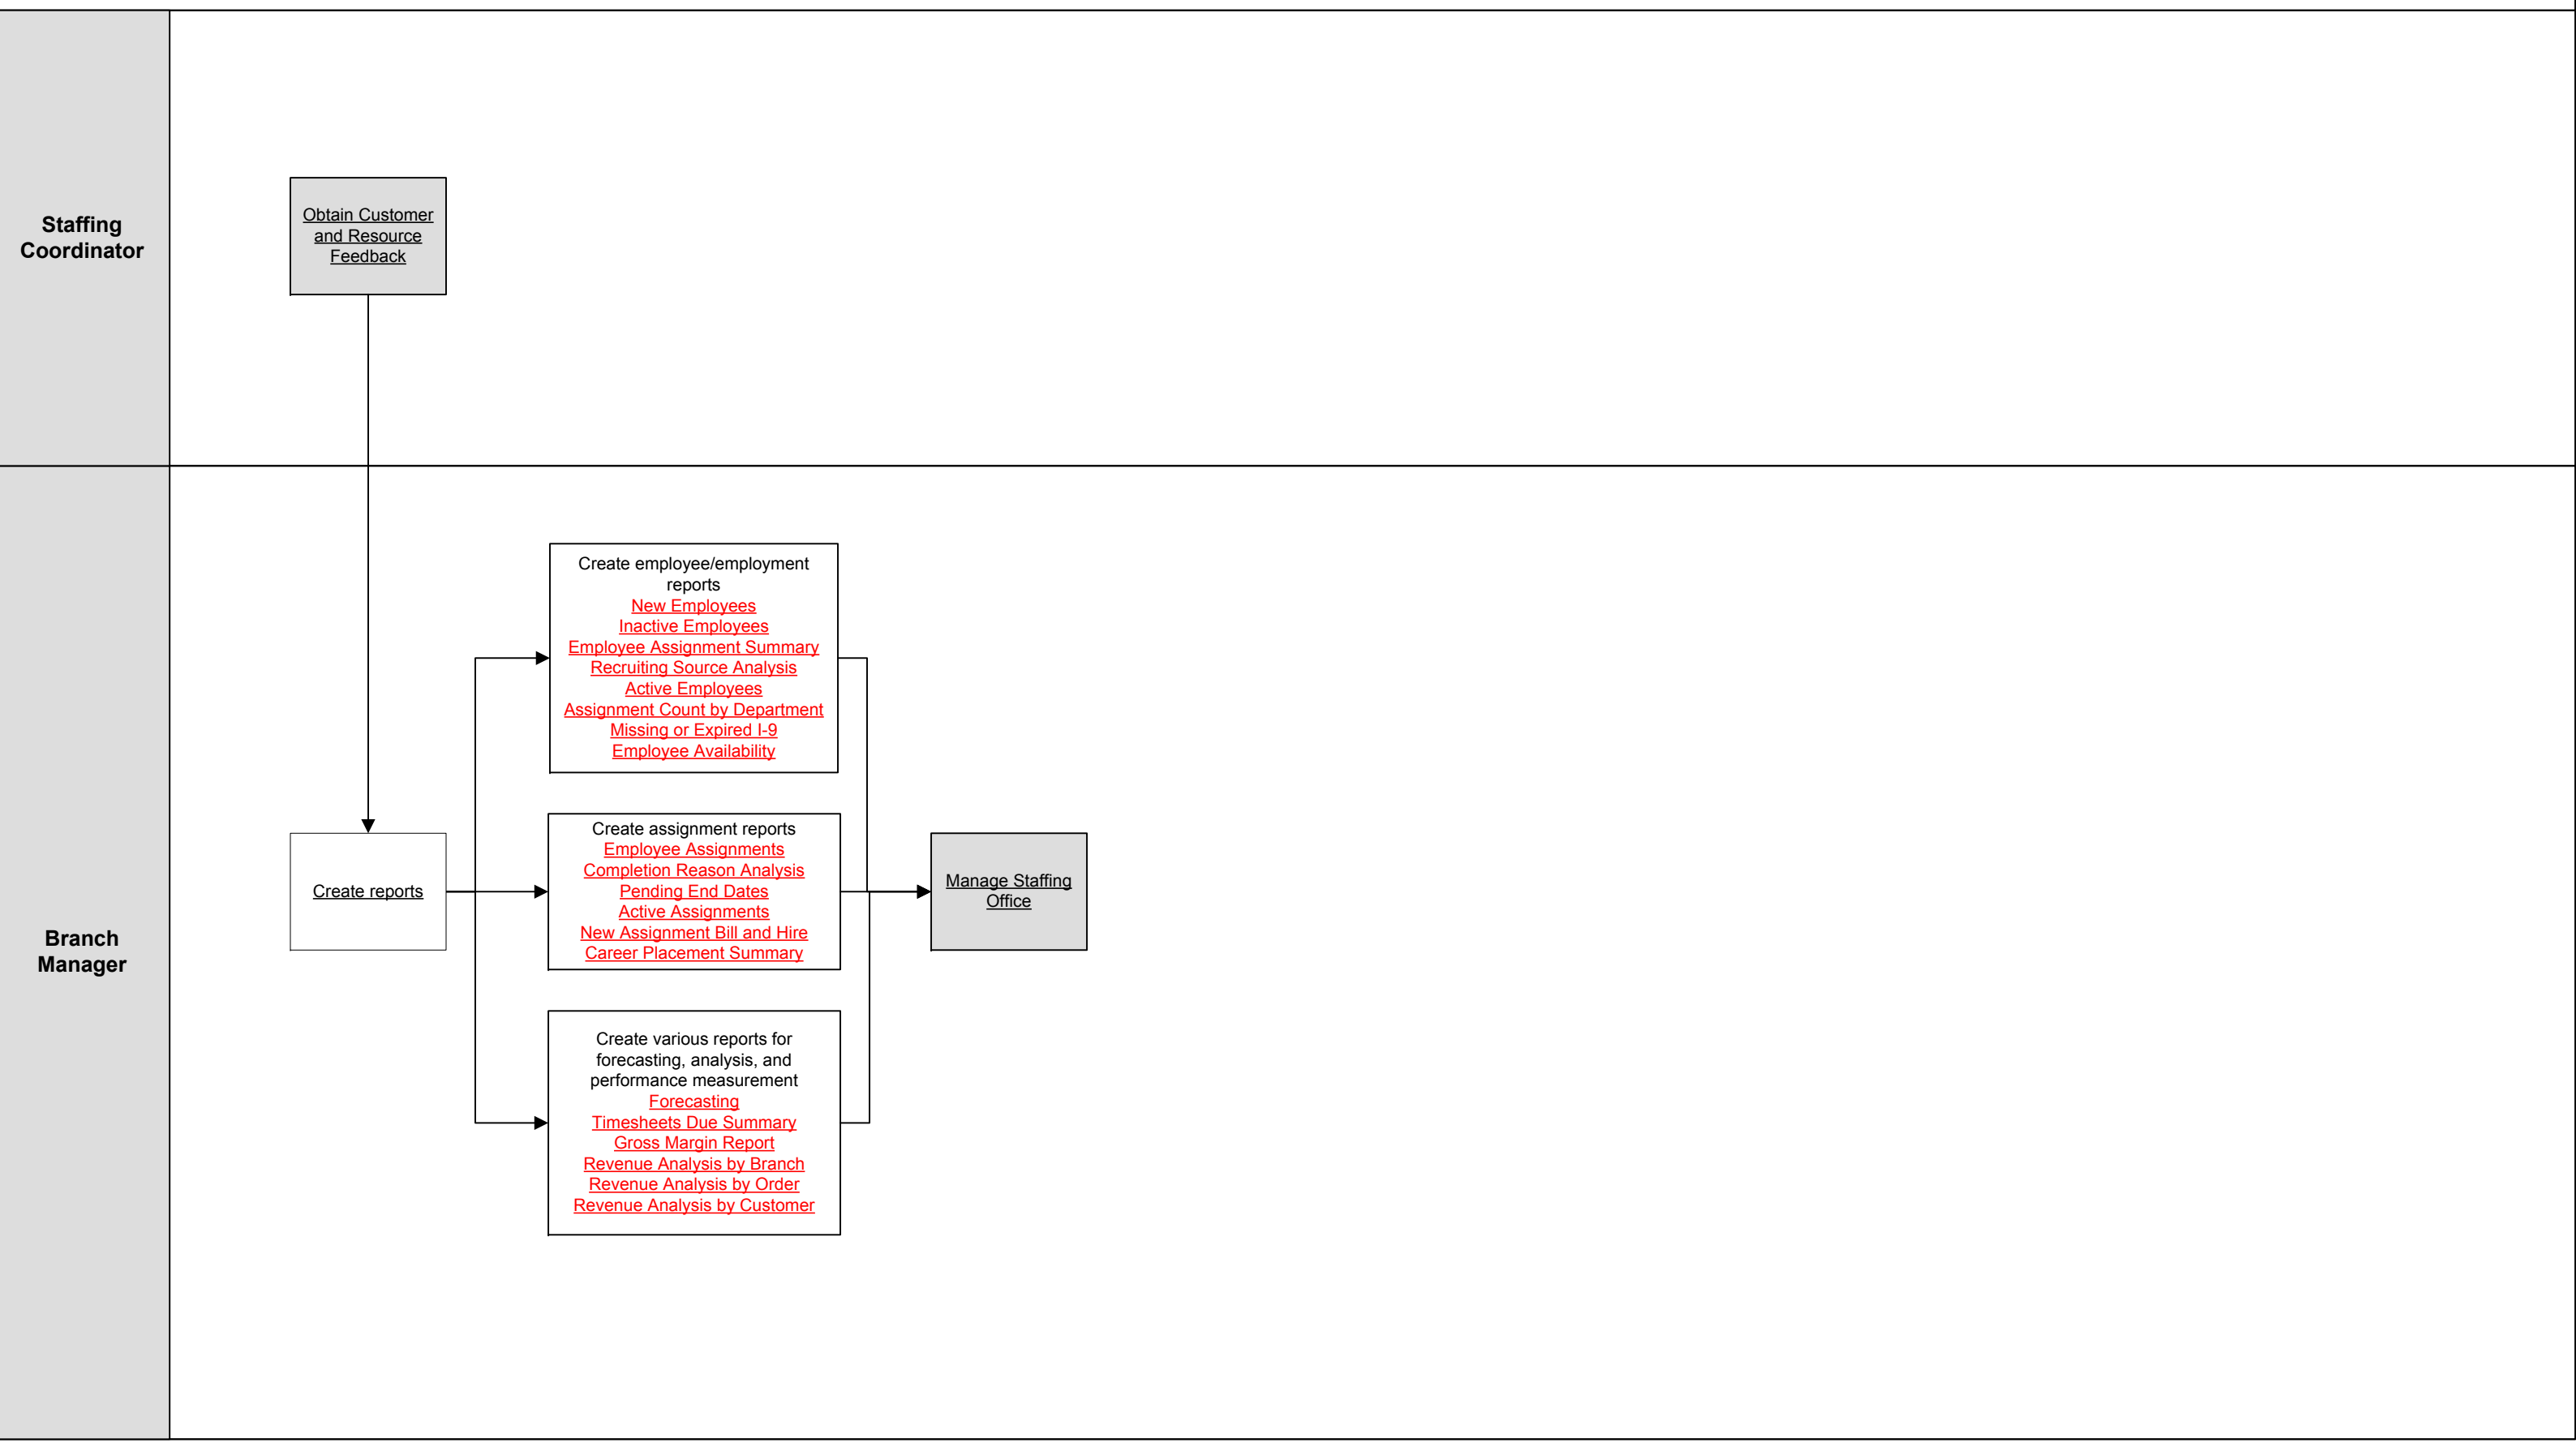 Staffing
Coordinator
Obtain Customer
and Resource
Feedback
Branch
Manager
Create reports
Create employee/employment
reports
New Employees
Inactive Employees
Employee Assignment Summary
Recruiting Source Analysis
Active Employees
Assignment Count by Department
Missing or Expired I-9
Employee Availability
Create assignment reports
Employee Assignments
Completion Reason Analysis
Pending End Dates
Active Assignments
New Assignment Bill and Hire
Career Placement Summary
Create various reports for
forecasting, analysis, and
performance measurement
Forecasting
Timesheets Due Summary
Gross Margin Report
Revenue Analysis by Branch
Revenue Analysis by Order
Revenue Analysis by Customer
Manage Staffing
Office